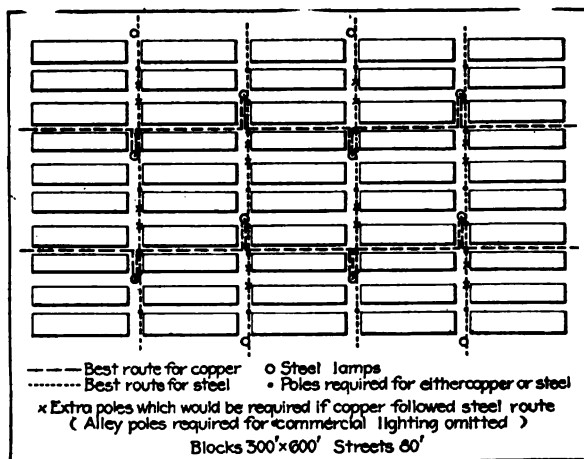 Best route for copper
o Steel lamps
Best route for steel
• Poles required for either copper or steel
x Extra poles which would be required if copper followed steel route
( Alley poles required for commercial lighting omitted )
Blocks 300'×600' Streets 80'